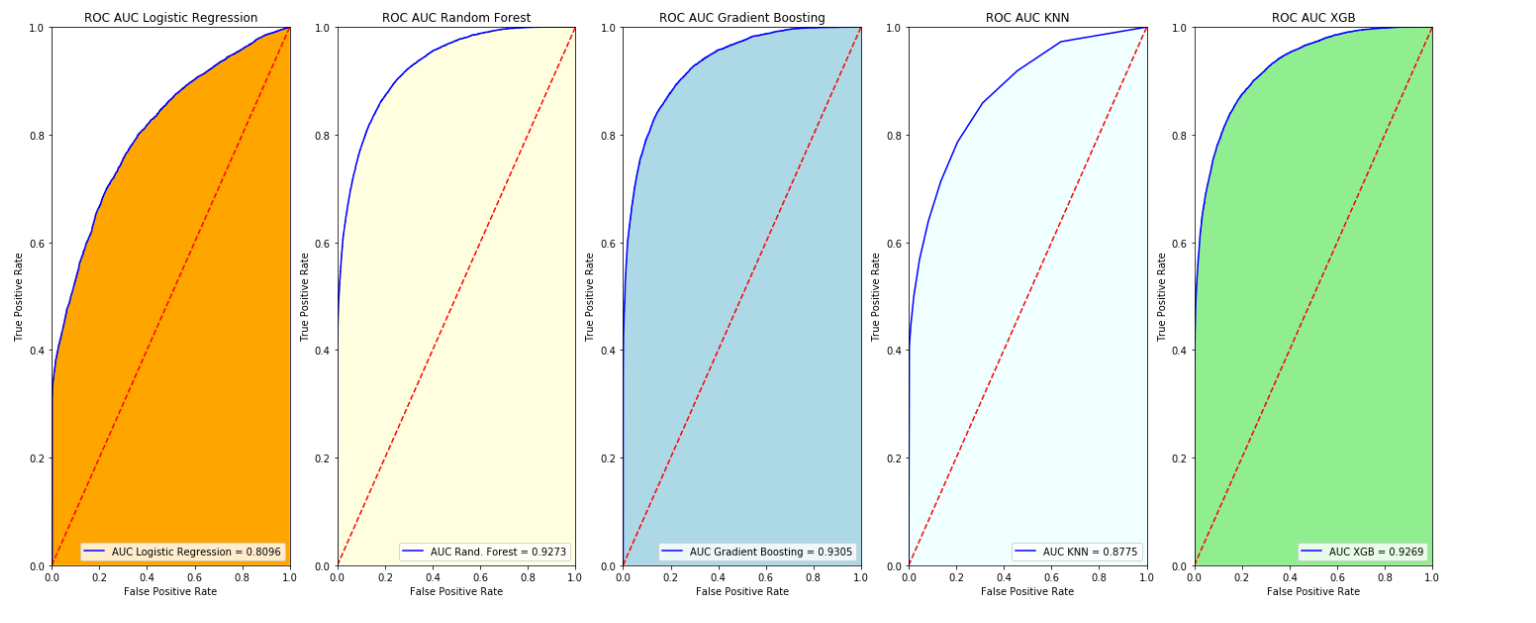 ROC AUC Logistic Regression
1.0
0.8
0.6
0.4
0.2
0.0
True Positive Rate
AUC Logistic Regression = 0.8096
0.0 0.2 0.4 0.6 0.8 1.0
False Positive Rate
ROC AUC Random Forest
1.0
0.8
0.6
0.4
0.2
0.0
True Positive Rate
AUC Rand. Forest = 0.9273
0.0 0.2 0.4 0.6 0.8 1.0
False Positive Rate
ROC AUC Gradient Boosting
1.0
0.8
0.6
0.4
0.2
0.0
True Positive Rate
AUC Gradient Boosting = 0.9305
0.0 0.2 0.4 0.6 0.8 1.0
False Positive Rate
ROC AUC KNN
1.0
0.8
0.6
0.4
0.2
0.0
True Positive Rate
AUC KNN = 0.8775
0.0 0.2 0.4 0.6 0.8 1.0
False Positive Rate
ROC AUC XGB
1.0
0.8
0.6
0.4
0.2
0.0
True Positive Rate
AUC XGB = 0.9269
0.0 0.2 0.4 0.6 0.8 1.0
False Positive Rate